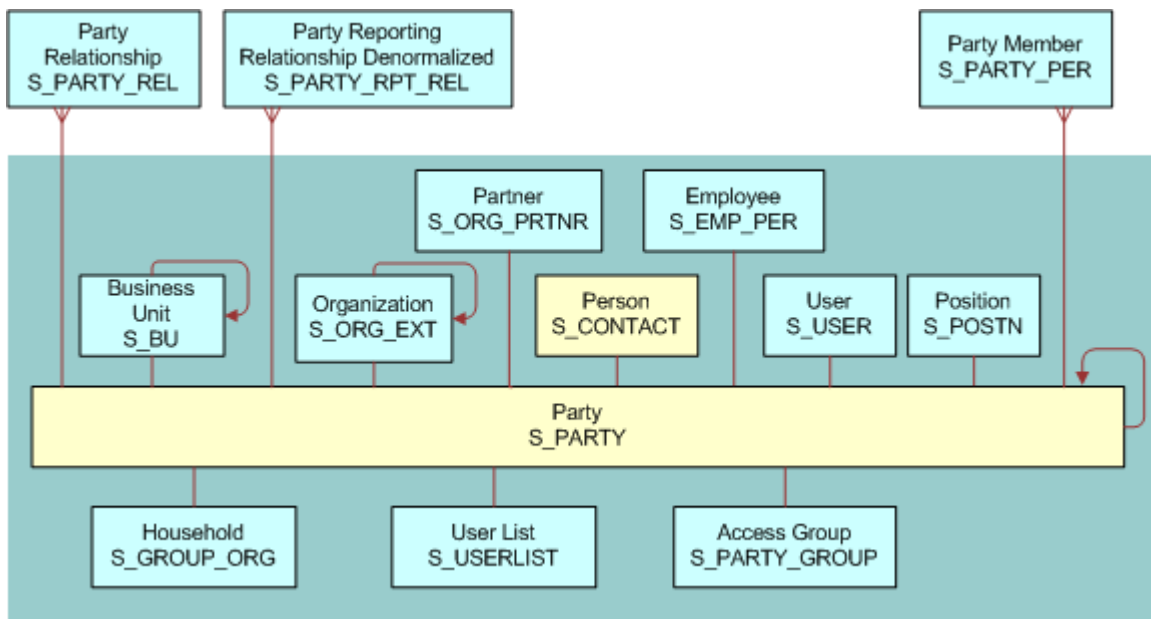 Party
Relationship
S_PARTY_REL
Party Reporting
Relationship Denormalized
S_PARTY_RPT_REL
Party Member
S_PARTY_PER
Partner
S_ORG_PRTNR
Employee
S_EMP_PER
Business
Unit
S_BU
Organization
S_ORG_EXT
Person
S_CONTACT
User
S_USER
Position
S_POSTN
Party
S_PARTY
Household
S_GROUP_ORG
User List
S_USERLIST
Access Group
S_PARTY_GROUP